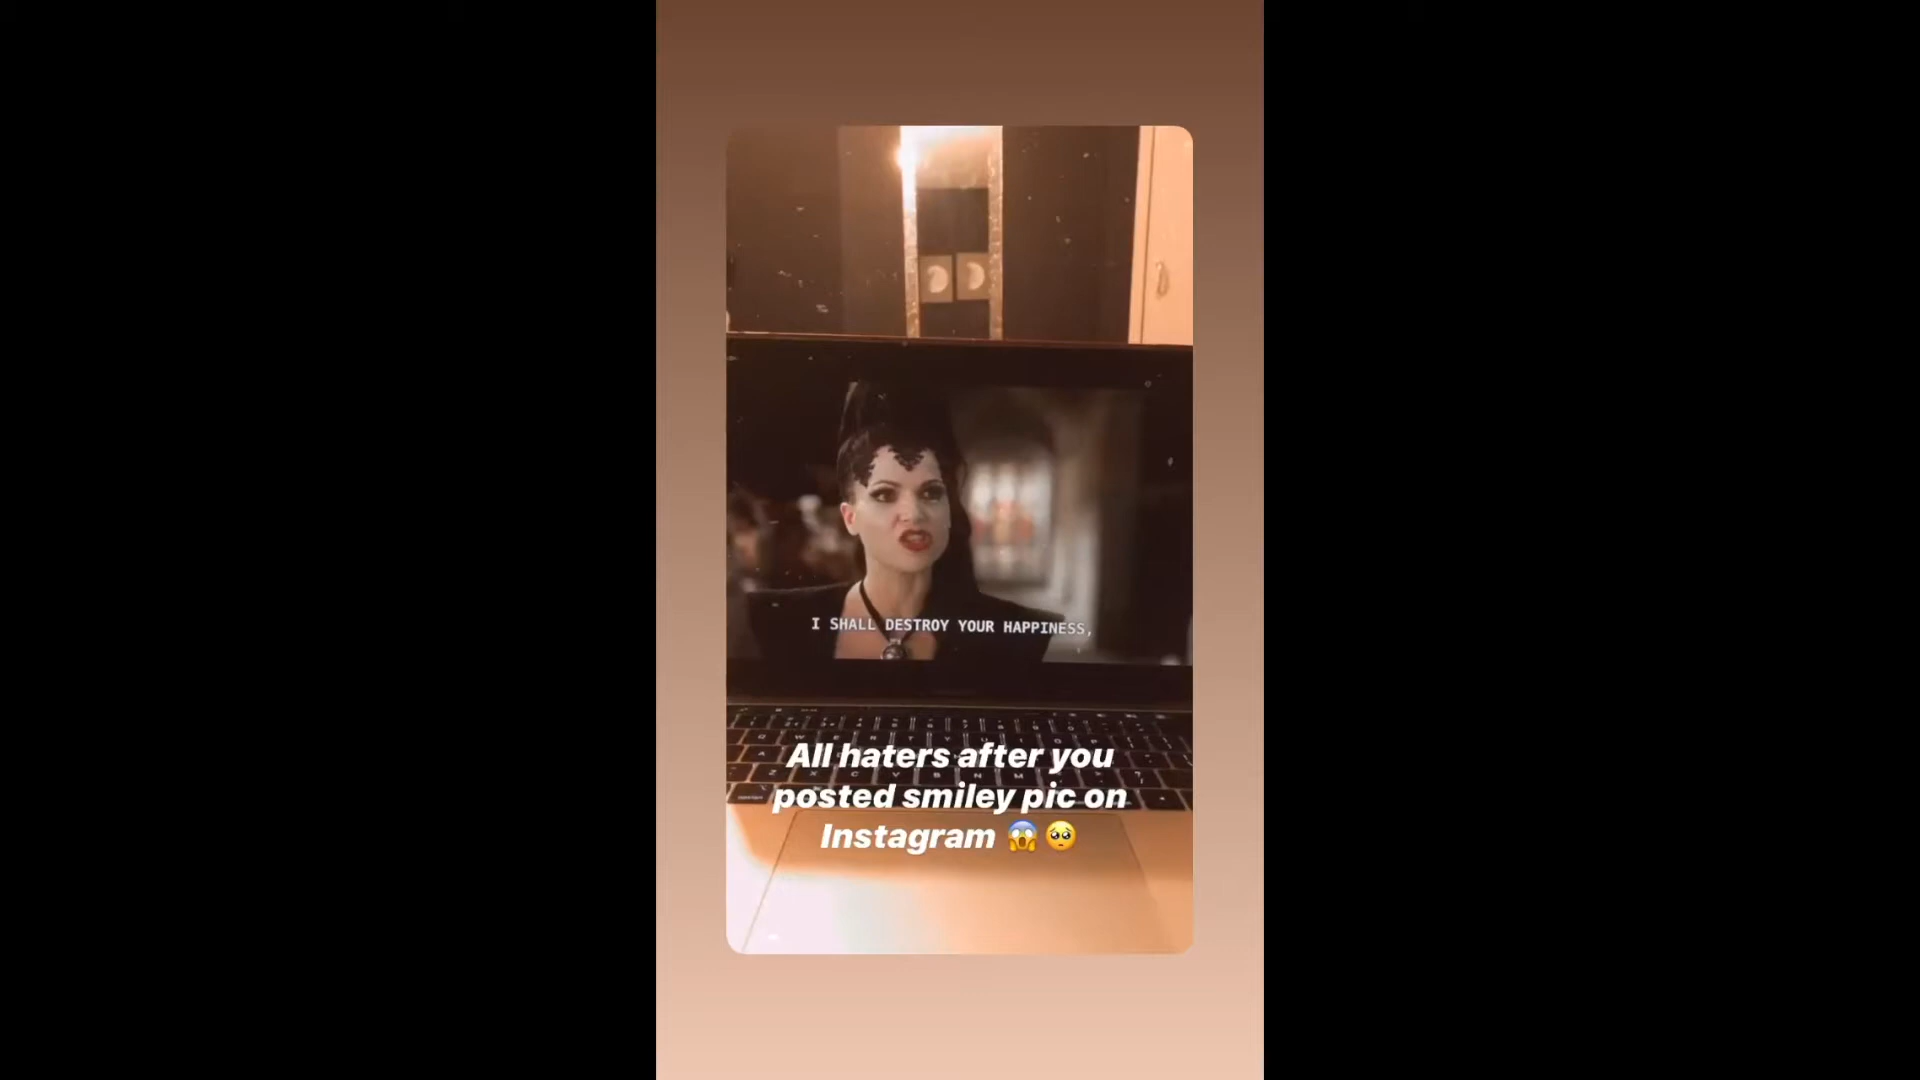 I SHALL DESTROY YOUR HAPPINESS,
All haters after you
posted smiley pic on
Instagram 😱🥺